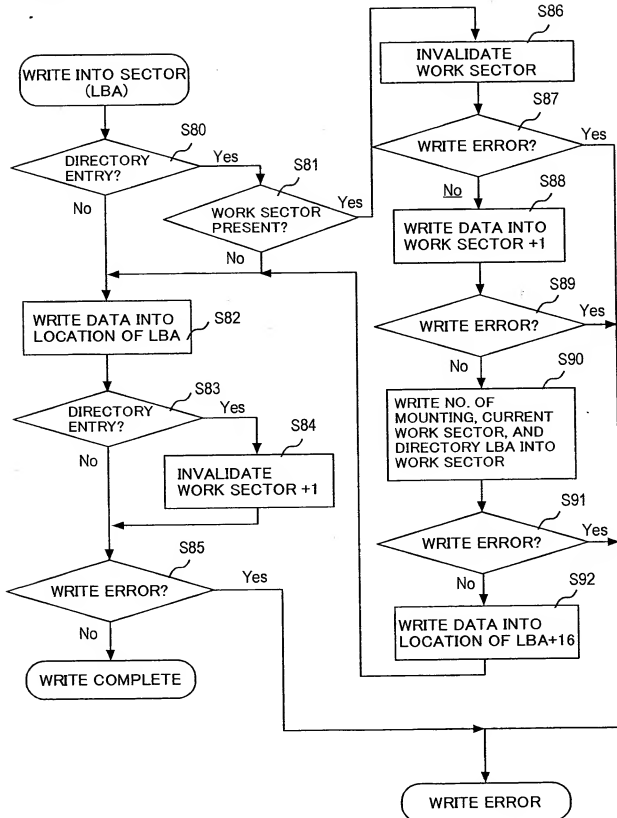 WRITE INTO SECTOR
(LBA)
S80
DIRECTORY
ENTRY?
Yes
No
S81
WORK SECTOR
PRESENT?
Yes
No
S82
WRITE DATA INTO
LOCATION OF LBA
S83
DIRECTORY
ENTRY?
Yes
No
S84
INVALIDATE
WORK SECTOR +1
S85
WRITE ERROR?
Yes
No
WRITE COMPLETE
S86
INVALIDATE
WORK SECTOR
S87
WRITE ERROR?
Yes
No
S88
WRITE DATA INTO
WORK SECTOR +1
S89
WRITE ERROR?
Yes
No
S90
WRITE NO. OF
MOUNTING, CURRENT
WORK SECTOR, AND
DIRECTORY LBA INTO
WORK SECTOR
S91
WRITE ERROR?
Yes
No
S92
WRITE DATA INTO
LOCATION OF LBA+16
WRITE ERROR